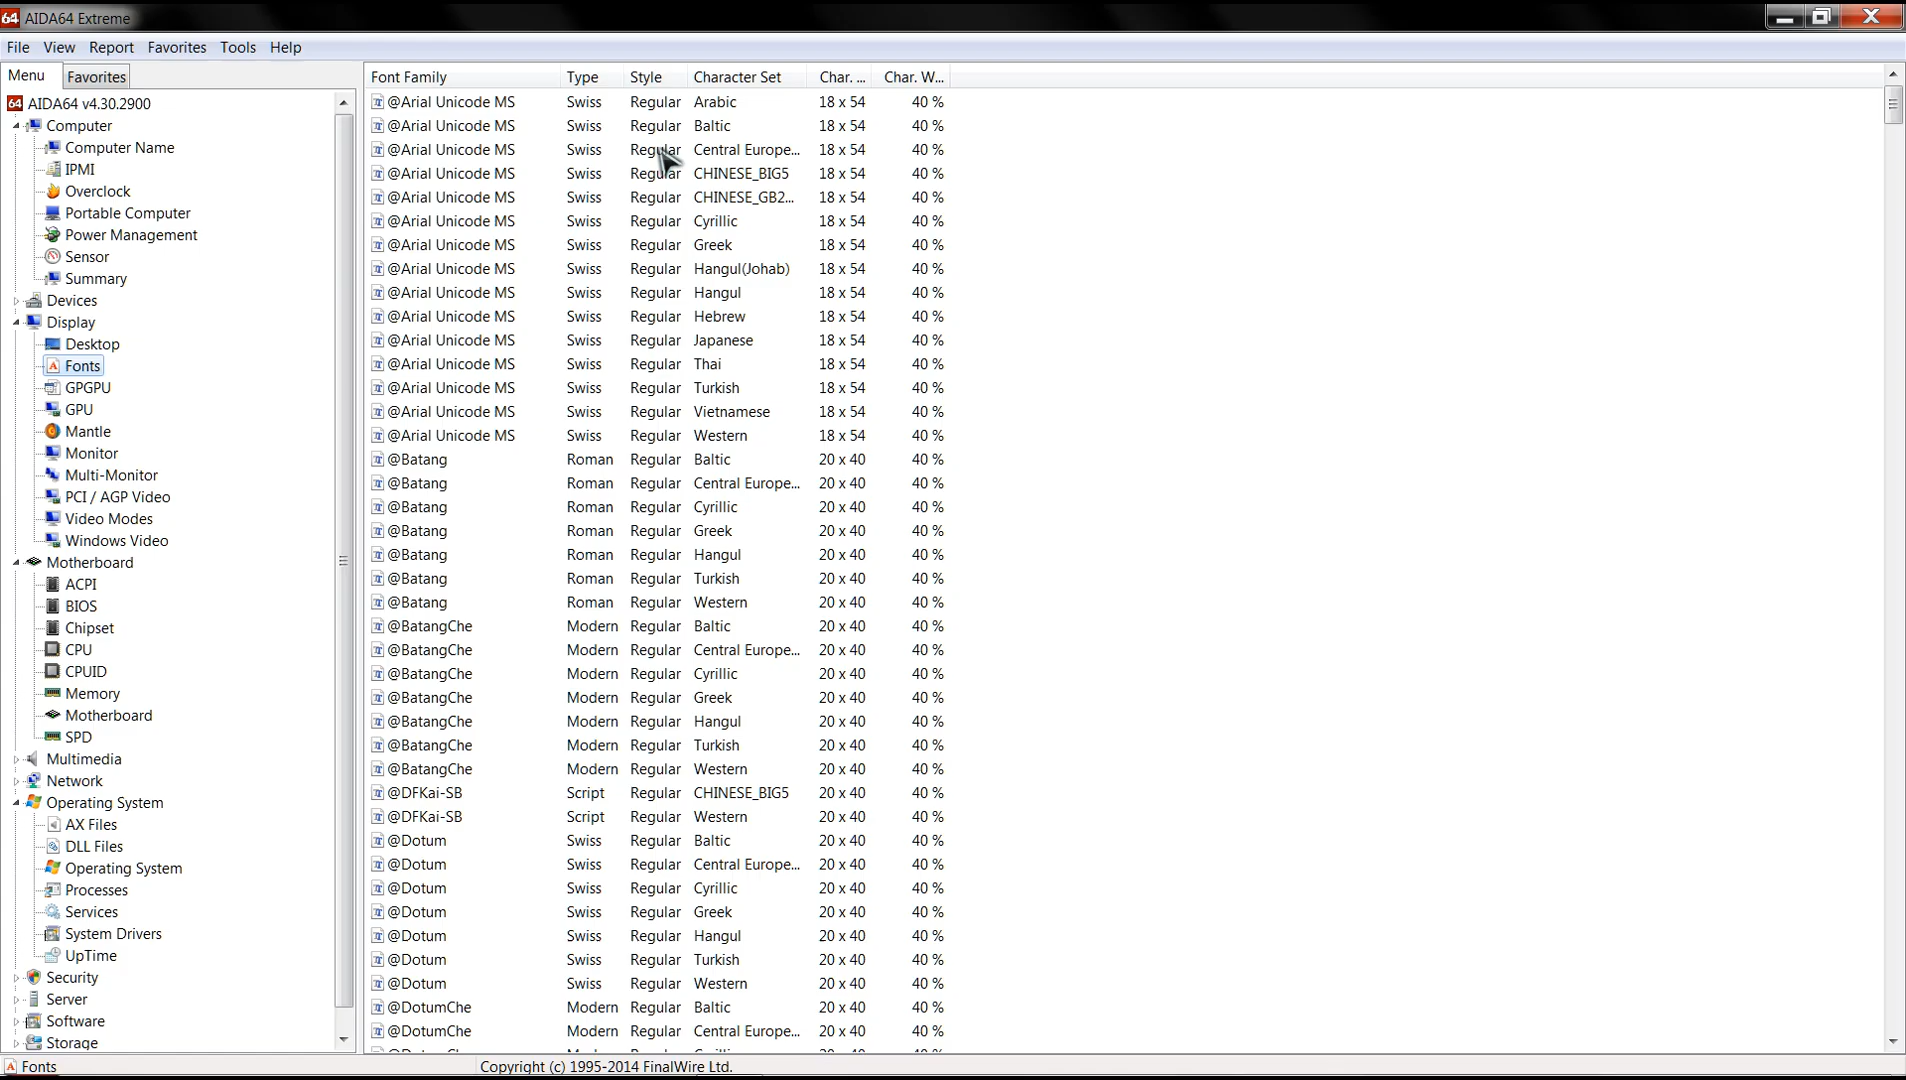 AIDA64 Extreme
File View Report Favorites Tools Help
Menu Favorites
AIDA64 v4.30.2900
Computer
Computer Name
IPMI
Overclock
Portable Computer
Power Management
Sensor
Summary
Devices
Display
Desktop
Fonts
GPGPU
GPU
Mantle
Monitor
Multi-Monitor
PCI / AGP Video
Video Modes
Windows Video
Motherboard
ACPI
BIOS
Chipset
CPU
CPUID
Memory
Motherboard
SPD
Multimedia
Network
Operating System
AX Files
DLL Files
Operating System
Processes
Services
System Drivers
UpTime
Security
Server
Software
Storage
Font Family Type Style Character Set Char. ... Char. W...
@Arial Unicode MS Swiss Regular Arabic 18 x 54 40 %
@Arial Unicode MS Swiss Regular Baltic 18 x 54 40 %
@Arial Unicode MS Swiss Regular Central Europe... 18 x 54 40 %
@Arial Unicode MS Swiss Regular CHINESE_BIG5 18 x 54 40 %
@Arial Unicode MS Swiss Regular CHINESE_GB2... 18 x 54 40 %
@Arial Unicode MS Swiss Regular Cyrillic 18 x 54 40 %
@Arial Unicode MS Swiss Regular Greek 18 x 54 40 %
@Arial Unicode MS Swiss Regular Hangul(Johab) 18 x 54 40 %
@Arial Unicode MS Swiss Regular Hangul 18 x 54 40 %
@Arial Unicode MS Swiss Regular Hebrew 18 x 54 40 %
@Arial Unicode MS Swiss Regular Japanese 18 x 54 40 %
@Arial Unicode MS Swiss Regular Thai 18 x 54 40 %
@Arial Unicode MS Swiss Regular Turkish 18 x 54 40 %
@Arial Unicode MS Swiss Regular Vietnamese 18 x 54 40 %
@Arial Unicode MS Swiss Regular Western 18 x 54 40 %
@Batang Roman Regular Baltic 20 x 40 40 %
@Batang Roman Regular Central Europe... 20 x 40 40 %
@Batang Roman Regular Cyrillic 20 x 40 40 %
@Batang Roman Regular Greek 20 x 40 40 %
@Batang Roman Regular Hangul 20 x 40 40 %
@Batang Roman Regular Turkish 20 x 40 40 %
@Batang Roman Regular Western 20 x 40 40 %
@BatangChe Modern Regular Baltic 20 x 40 40 %
@BatangChe Modern Regular Central Europe... 20 x 40 40 %
@BatangChe Modern Regular Cyrillic 20 x 40 40 %
@BatangChe Modern Regular Greek 20 x 40 40 %
@BatangChe Modern Regular Hangul 20 x 40 40 %
@BatangChe Modern Regular Turkish 20 x 40 40 %
@BatangChe Modern Regular Western 20 x 40 40 %
@DFKai-SB Script Regular CHINESE_BIG5 20 x 40 40 %
@DFKai-SB Script Regular Western 20 x 40 40 %
@Dotum Swiss Regular Baltic 20 x 40 40 %
@Dotum Swiss Regular Central Europe... 20 x 40 40 %
@Dotum Swiss Regular Cyrillic 20 x 40 40 %
@Dotum Swiss Regular Greek 20 x 40 40 %
@Dotum Swiss Regular Hangul 20 x 40 40 %
@Dotum Swiss Regular Turkish 20 x 40 40 %
@Dotum Swiss Regular Western 20 x 40 40 %
@DotumChe Modern Regular Baltic 20 x 40 40 %
@DotumChe Modern Regular Central Europe... 20 x 40 40 %
Fonts Copyright (c) 1995-2014 FinalWire Ltd.